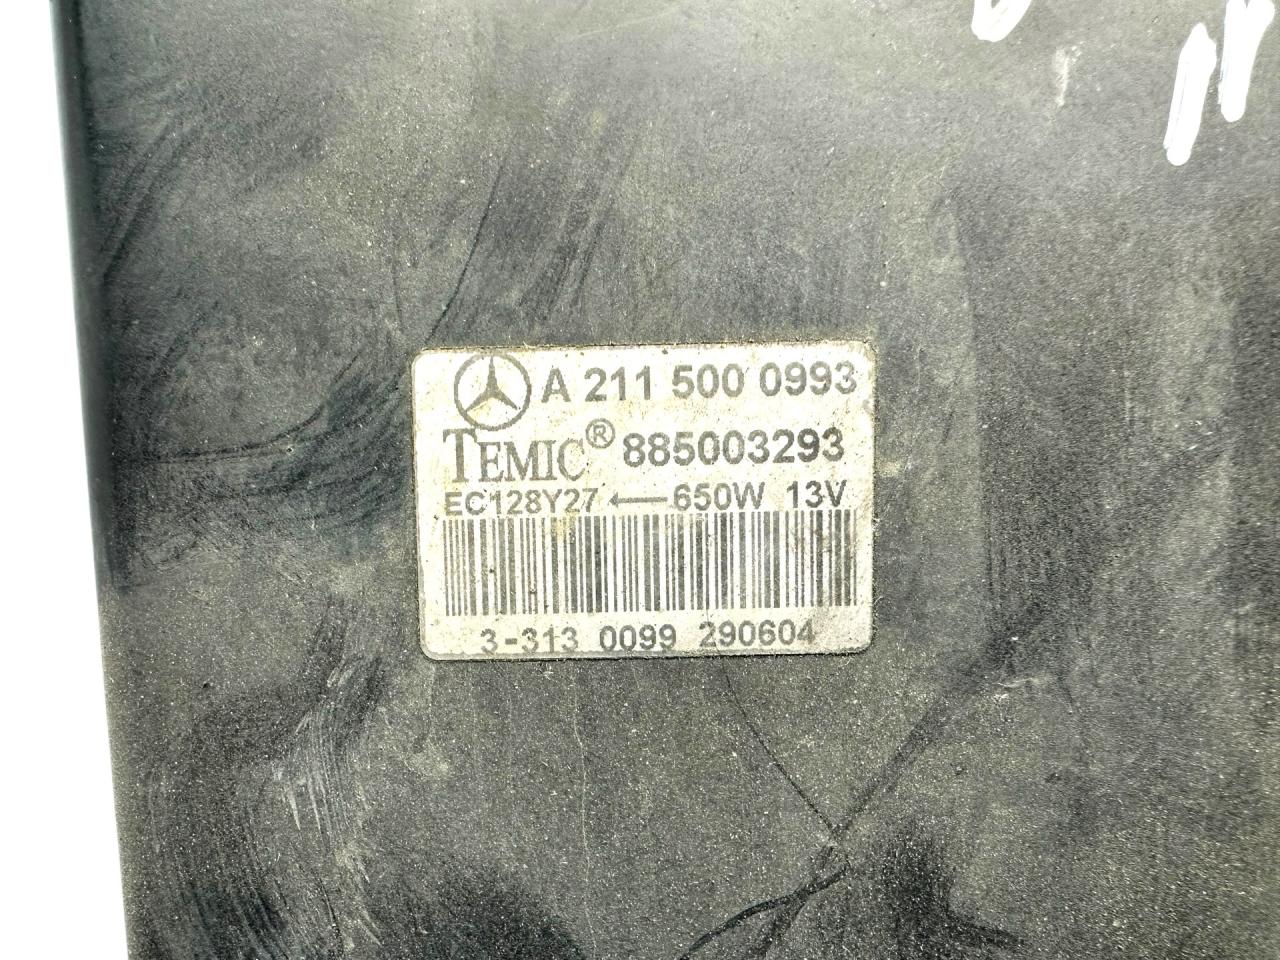 A 211 500 0993
TEMIC® 885003293
EC128Y27 ← 650W 13V
3-313 0099 290604